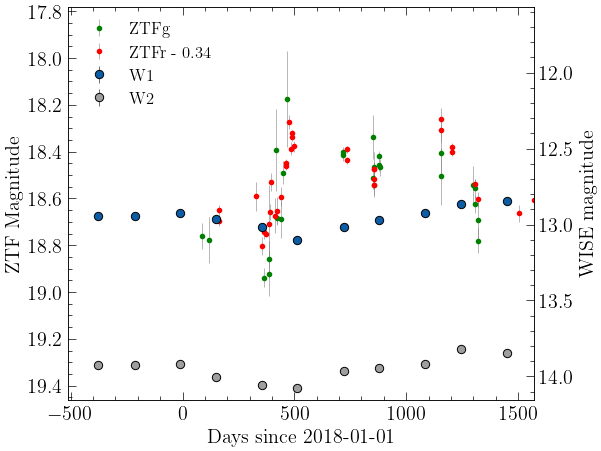 17.8
18.0
18.2
18.4
18.6
18.8
19.0
19.2
19.4
ZTF Magnitude
ZTFg
ZTFr - 0.34
W1
W2
12.0
12.5
13.0
13.5
14.0
WISE magnitude
−500
0
500
1000
1500
Days since 2018-01-01